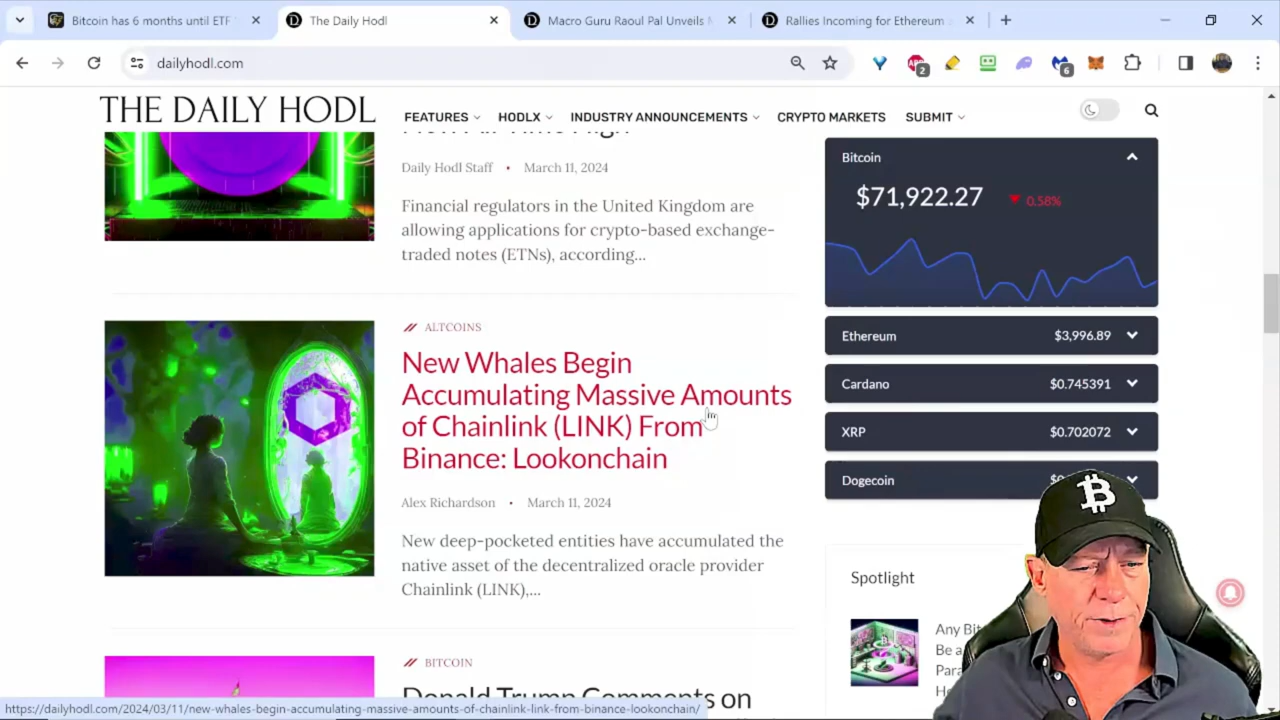 Bitcoin has 6 months until ETF
The Daily Hodl
Macro Guru Raoul Pal Unveils
Rallies Incoming for Ethereum
dailyhodl.com
2
6
THE DAILY HODL
FEATURES
HODLX
INDUSTRY ANNOUNCEMENTS
CRYPTO MARKETS
SUBMIT
Daily Hodl Staff • March 11, 2024
Financial regulators in the United Kingdom are
allowing applications for crypto-based exchange-
traded notes (ETNs), according...
ALTCOINS
New Whales Begin
Accumulating Massive Amounts
of Chainlink (LINK) From
Binance: Lookonchain
Alex Richardson • March 11, 2024
New deep-pocketed entities have accumulated the
native asset of the decentralized oracle provider
Chainlink (LINK),...
BITCOIN
Donald Trump Comments on
Bitcoin
$71,922.27
0.58%
Ethereum $3,996.89
Cardano $0.745391
XRP $0.702072
Dogecoin
Spotlight
Any
Be a
https://dailyhodl.com/2024/03/11/new-whales-begin-accumulating-massive-amounts-of-chainlink-link-from-binance-lookonchain/